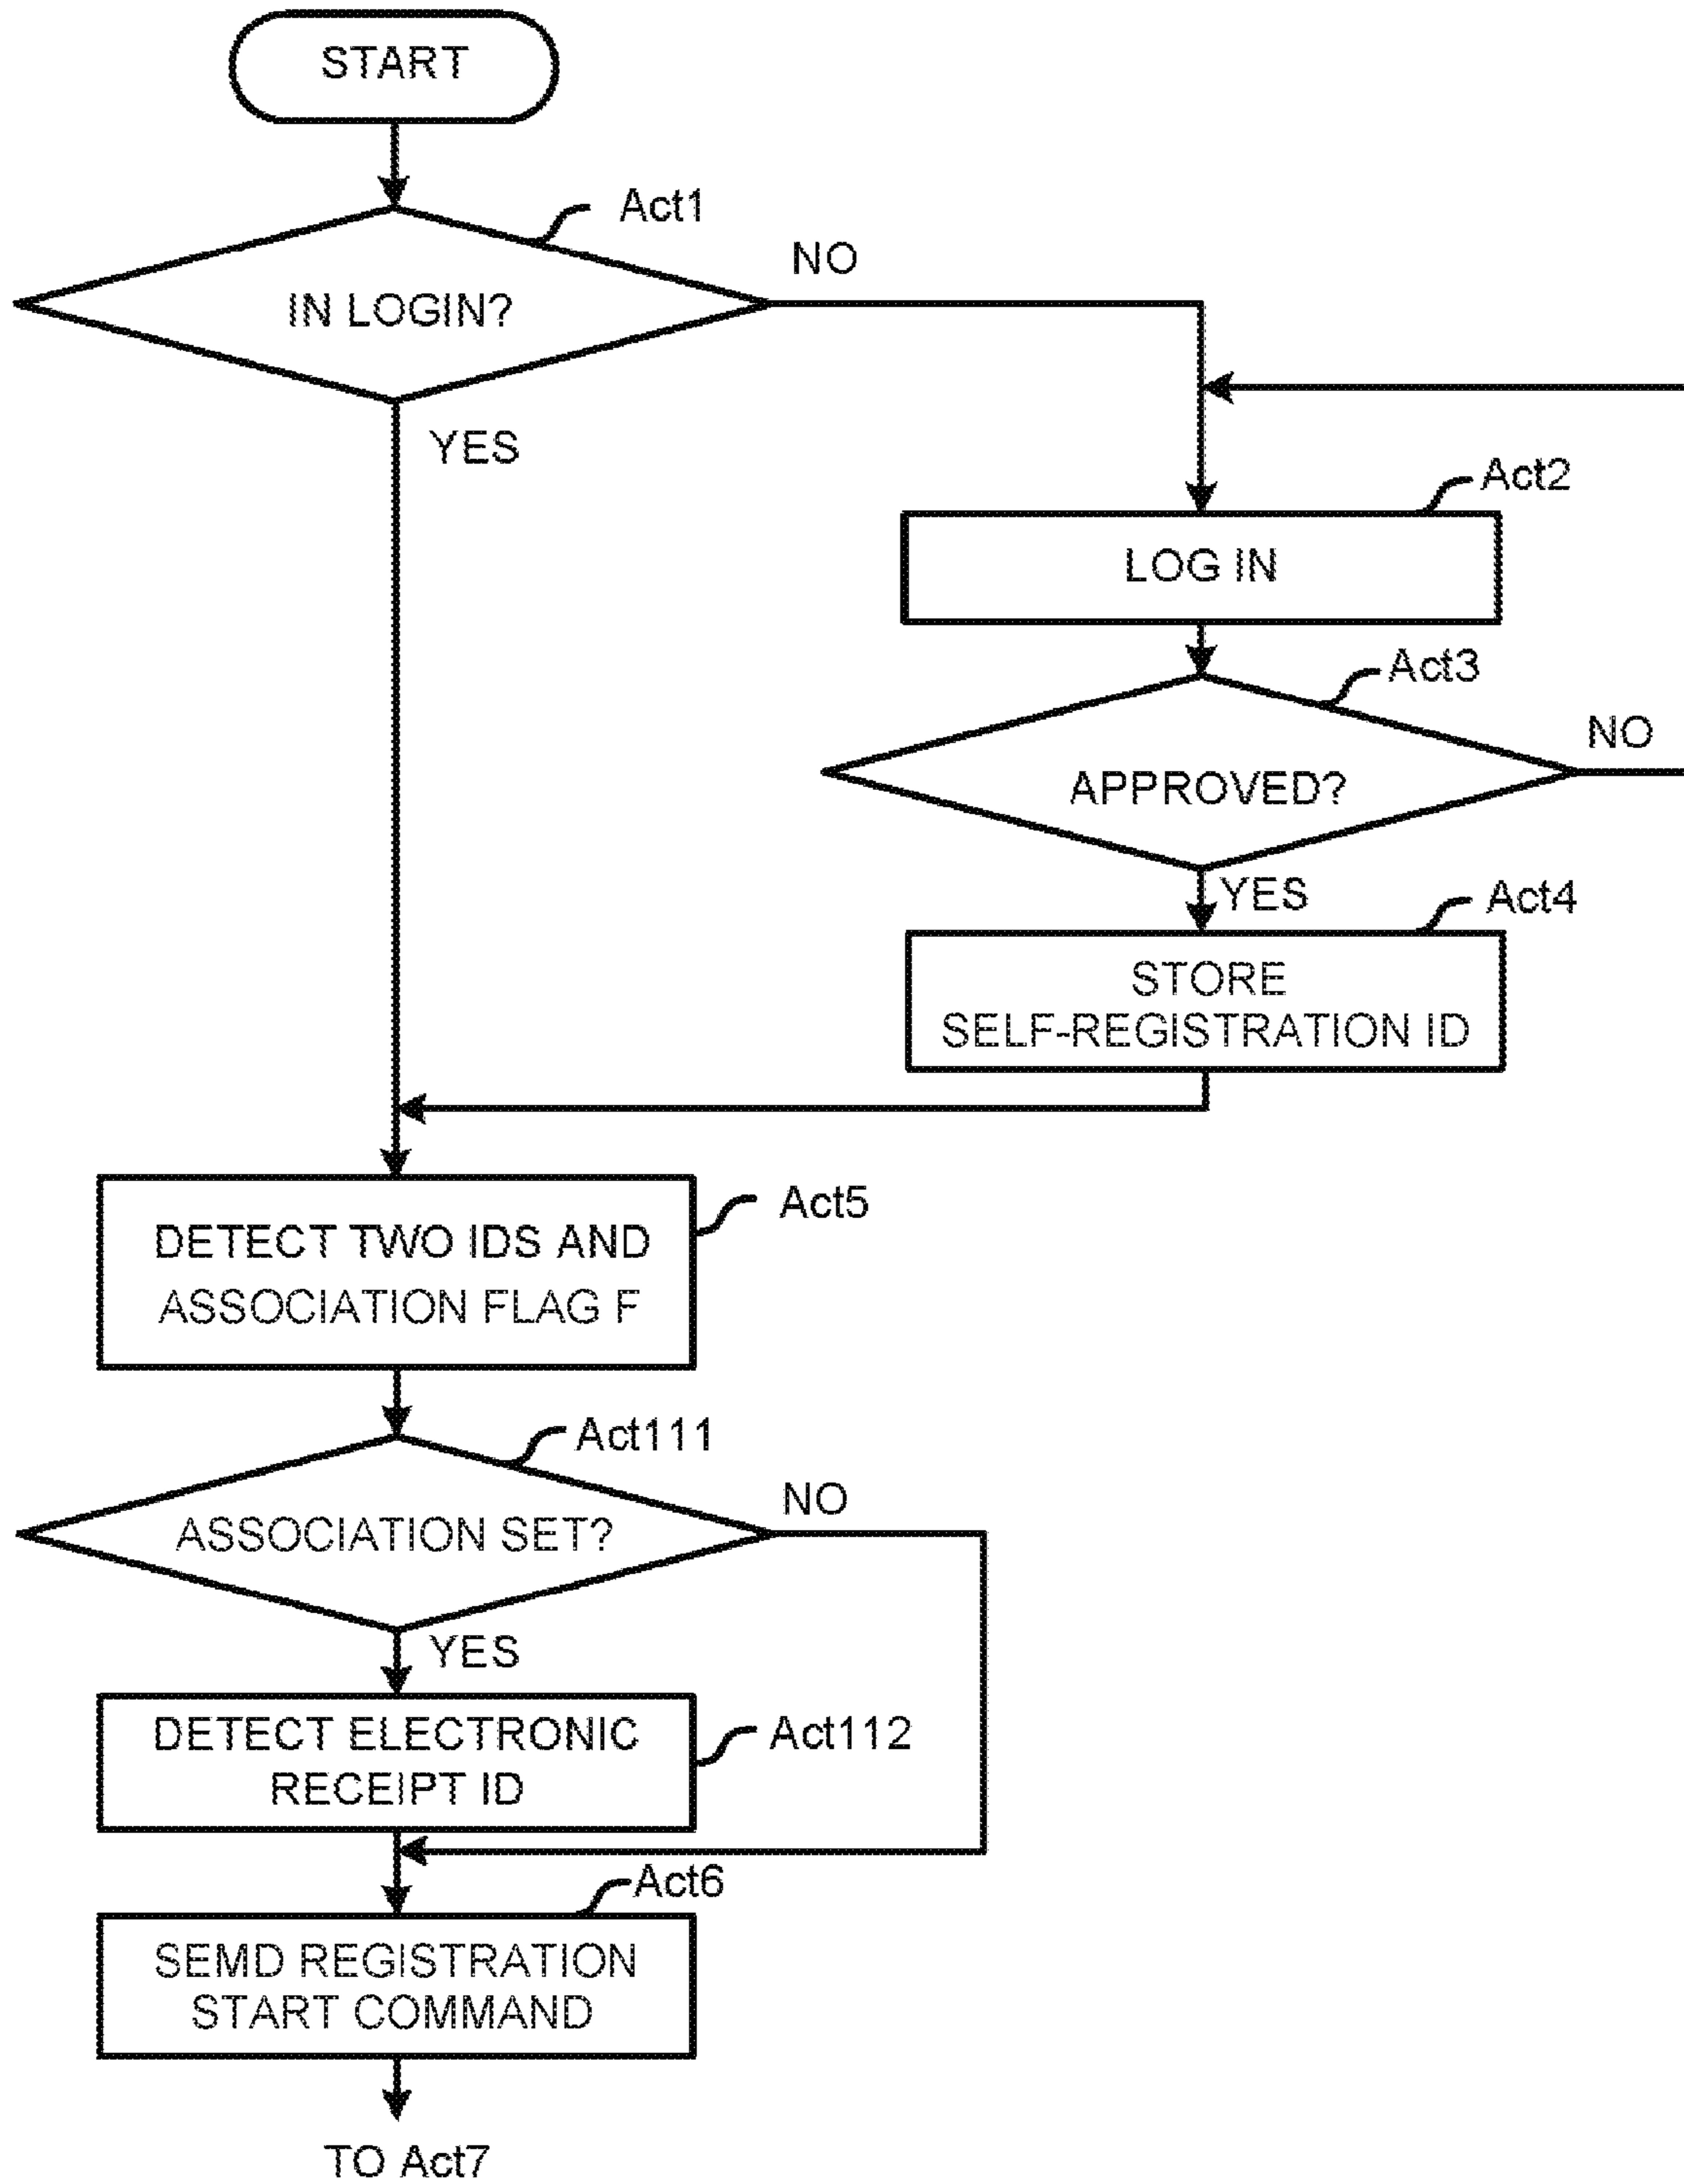 START
Act1
IN LOGIN?
NO
YES
Act2
LOG IN
Act3
APPROVED?
NO
YES
Act4
STORE
SELF-REGISTRATION ID
Act5
DETECT TWO IDS AND
ASSOCIATION FLAG F
Act111
ASSOCIATION SET?
NO
YES
DETECT ELECTRONIC
RECEIPT ID
Act112
Act6
SEMD REGISTRATION
START COMMAND
TO Act7